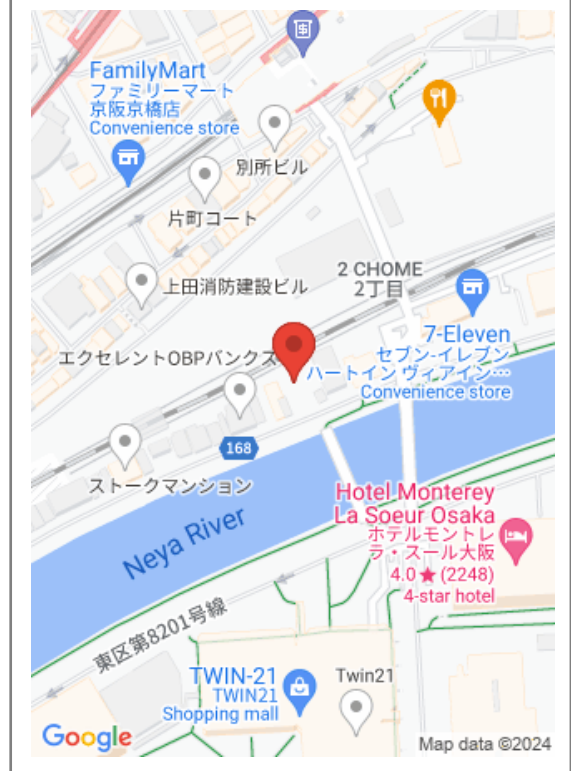 FamilyMart
ファミリーマート
京阪京橋店
Convenience store
別所ビル
片町コート
2 CHOME
2丁目
上田消防建設ビル
7-Eleven
セブン-イレブン
ハートイン ヴィアイン…
Convenience store
エクセレントOBPバンクス
168
ストークマンション
Neya River
Hotel Monterey
La Soeur Osaka
ホテルモントレ
ラ・スール大阪
4.0★(2248)
4-star hotel
東区第8201号線
TWIN-21
TWIN21
Shopping mall
Twin21
Google
Map data ©2024